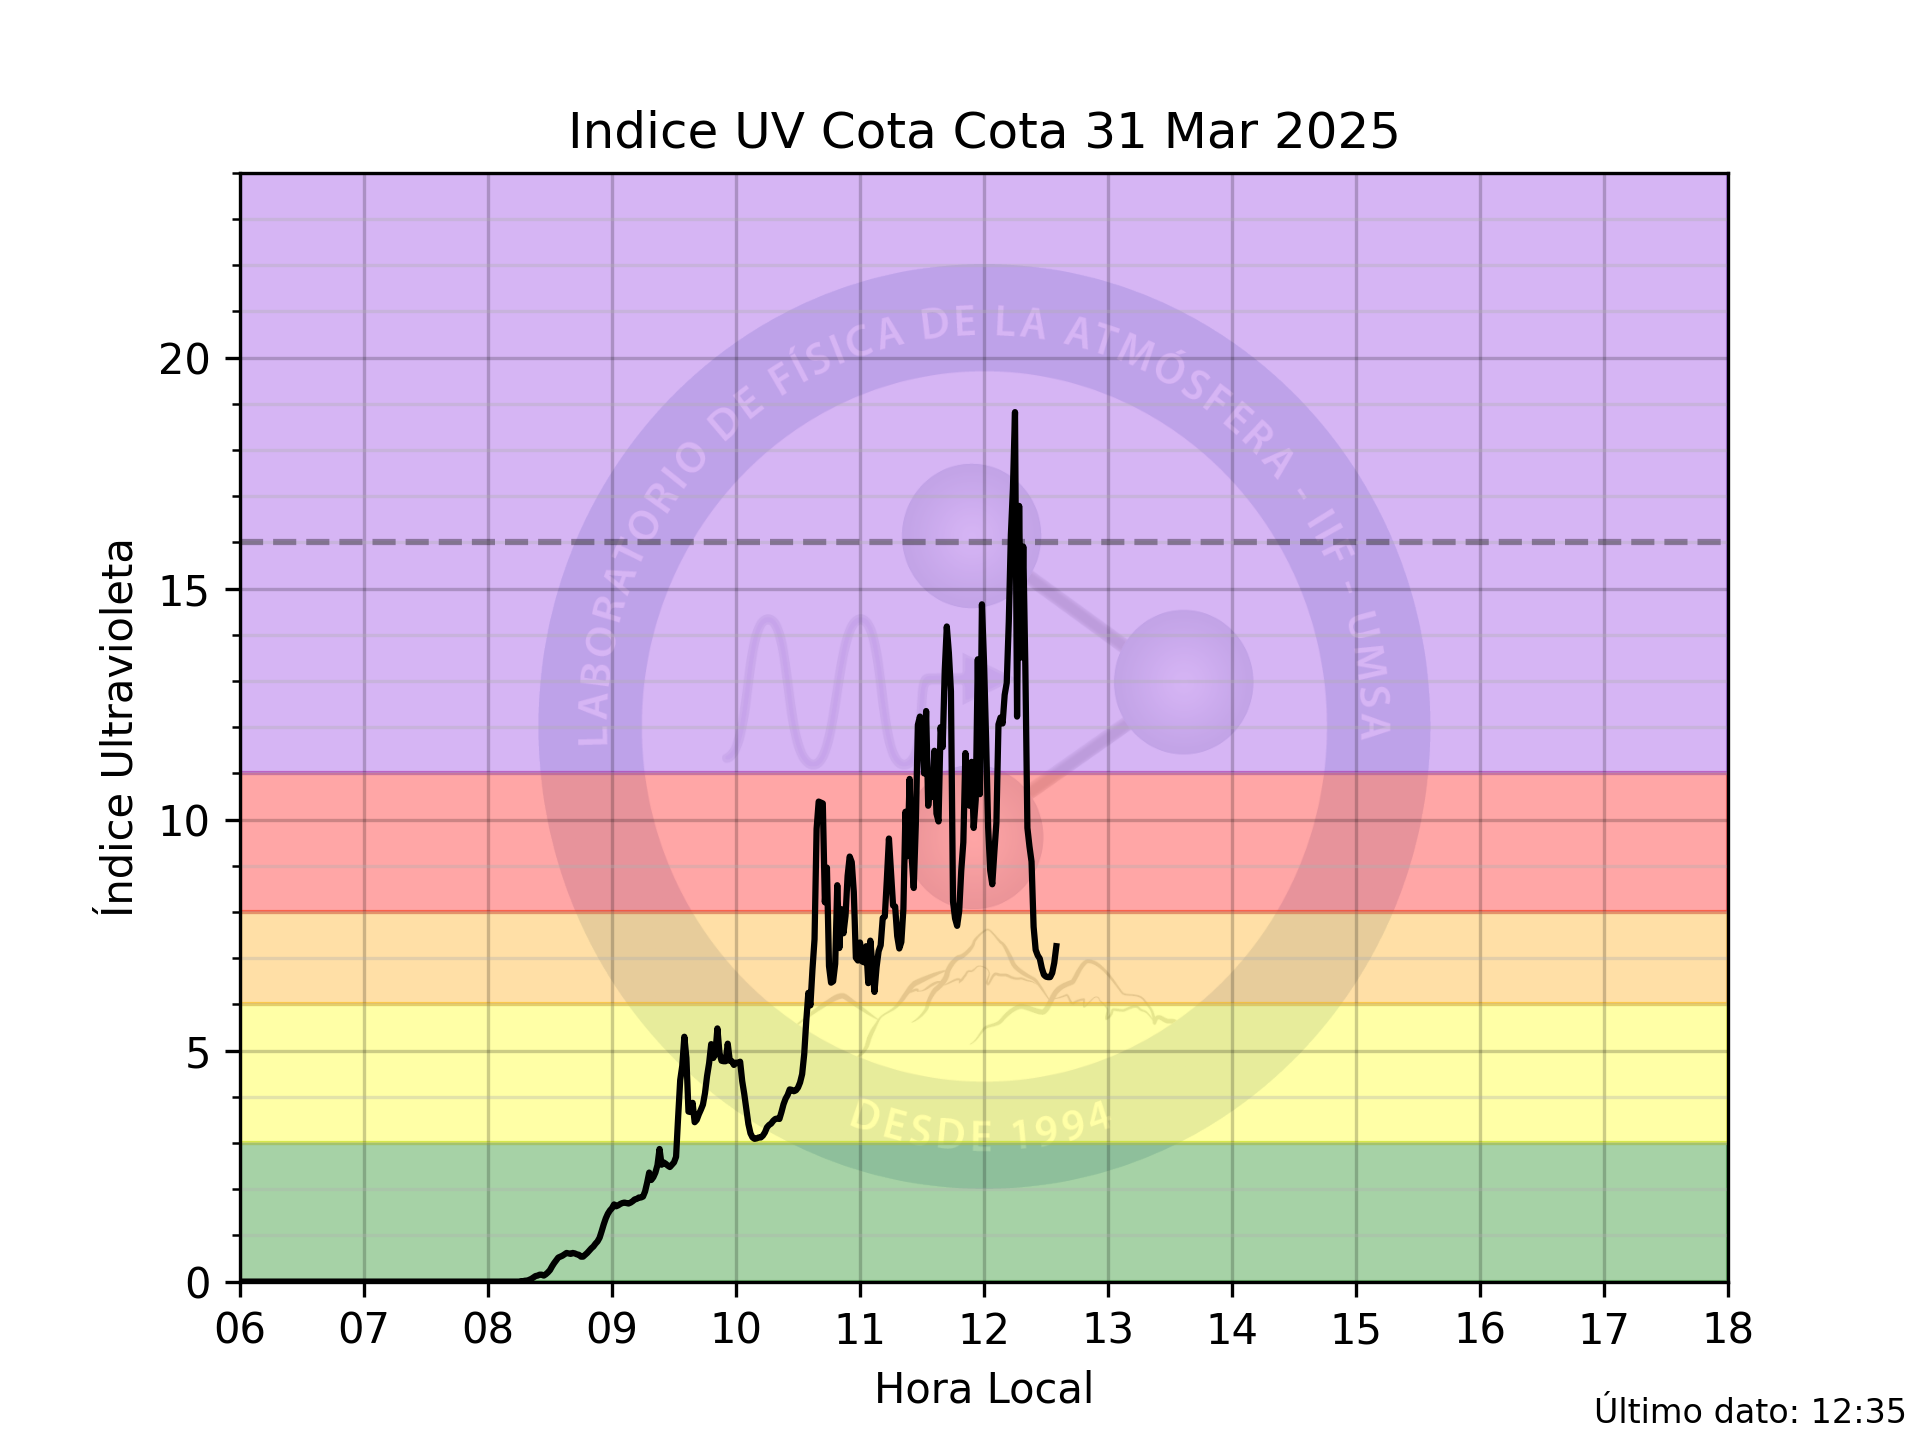 Indice UV Cota Cota 31 Mar 2025
LABORATORIO DE FÍSICA DE LA ATMÓSFERA - IIF - UMSA
DESDE 1994
Índice Ultravioleta
20
15
10
5
0
06 07 08 09 10 11 12 13 14 15 16 17 18
Hora Local
Último dato: 12:35